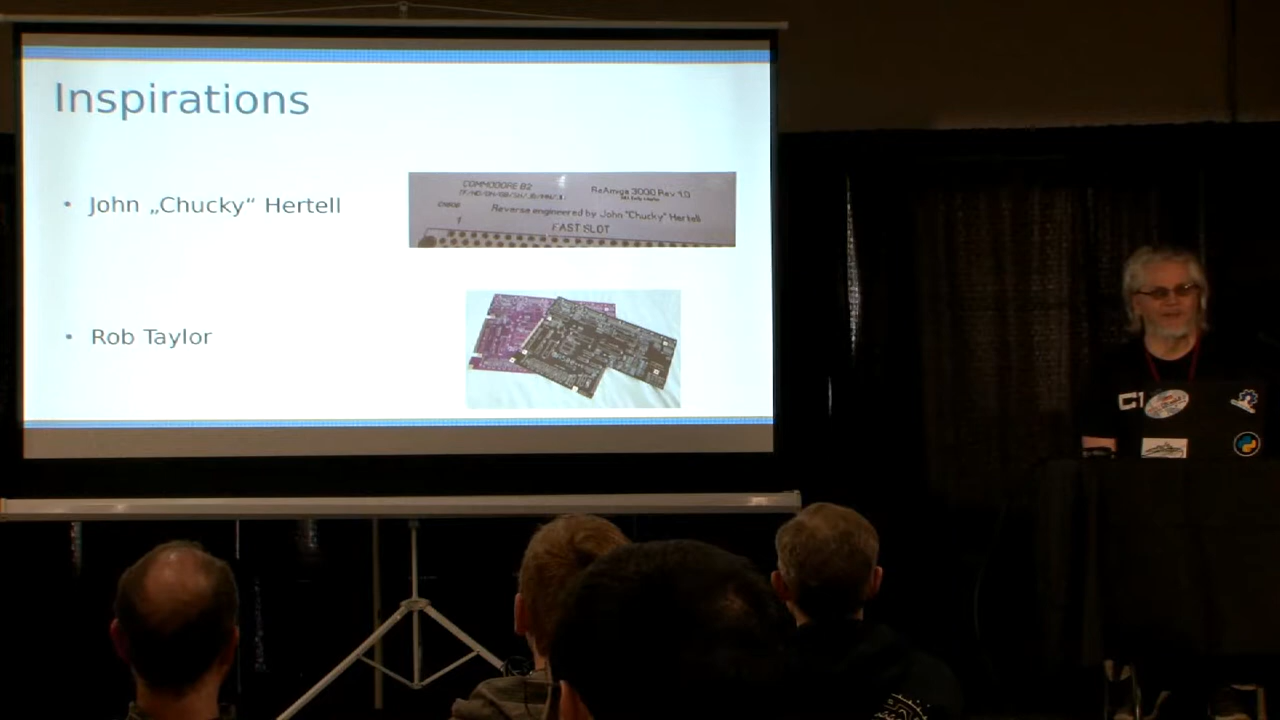 Inspirations
• John „Chucky“ Hertell
COMMODORE B2
ReAmiga 3000 Rev 1.0
Reverse engineered by John "Chucky" Hertell
1
FAST SLOT
• Rob Taylor